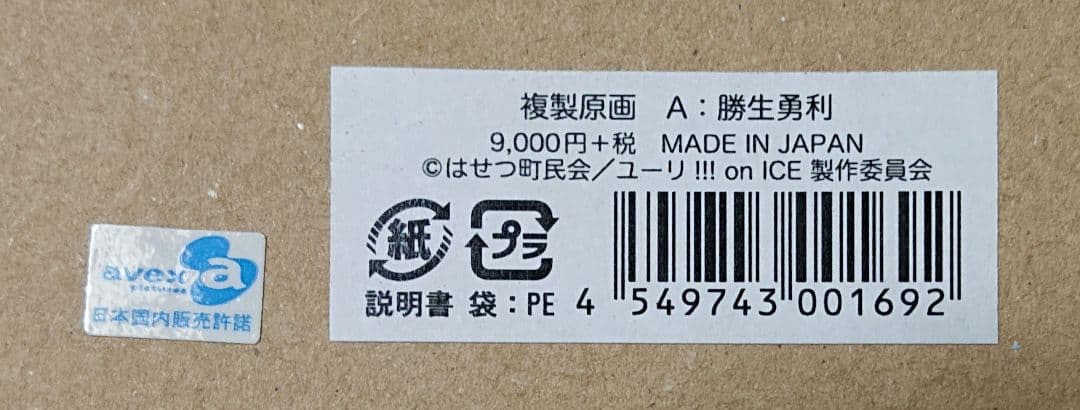 複製原画　A：勝生勇利
9,000円+税　MADE IN JAPAN
©はせつ町民会／ユーリ!!! on ICE 製作委員会
紙
プラ
説明書 袋：PE
4 549743 001692
avex a
pictures
日本国内販売許諾